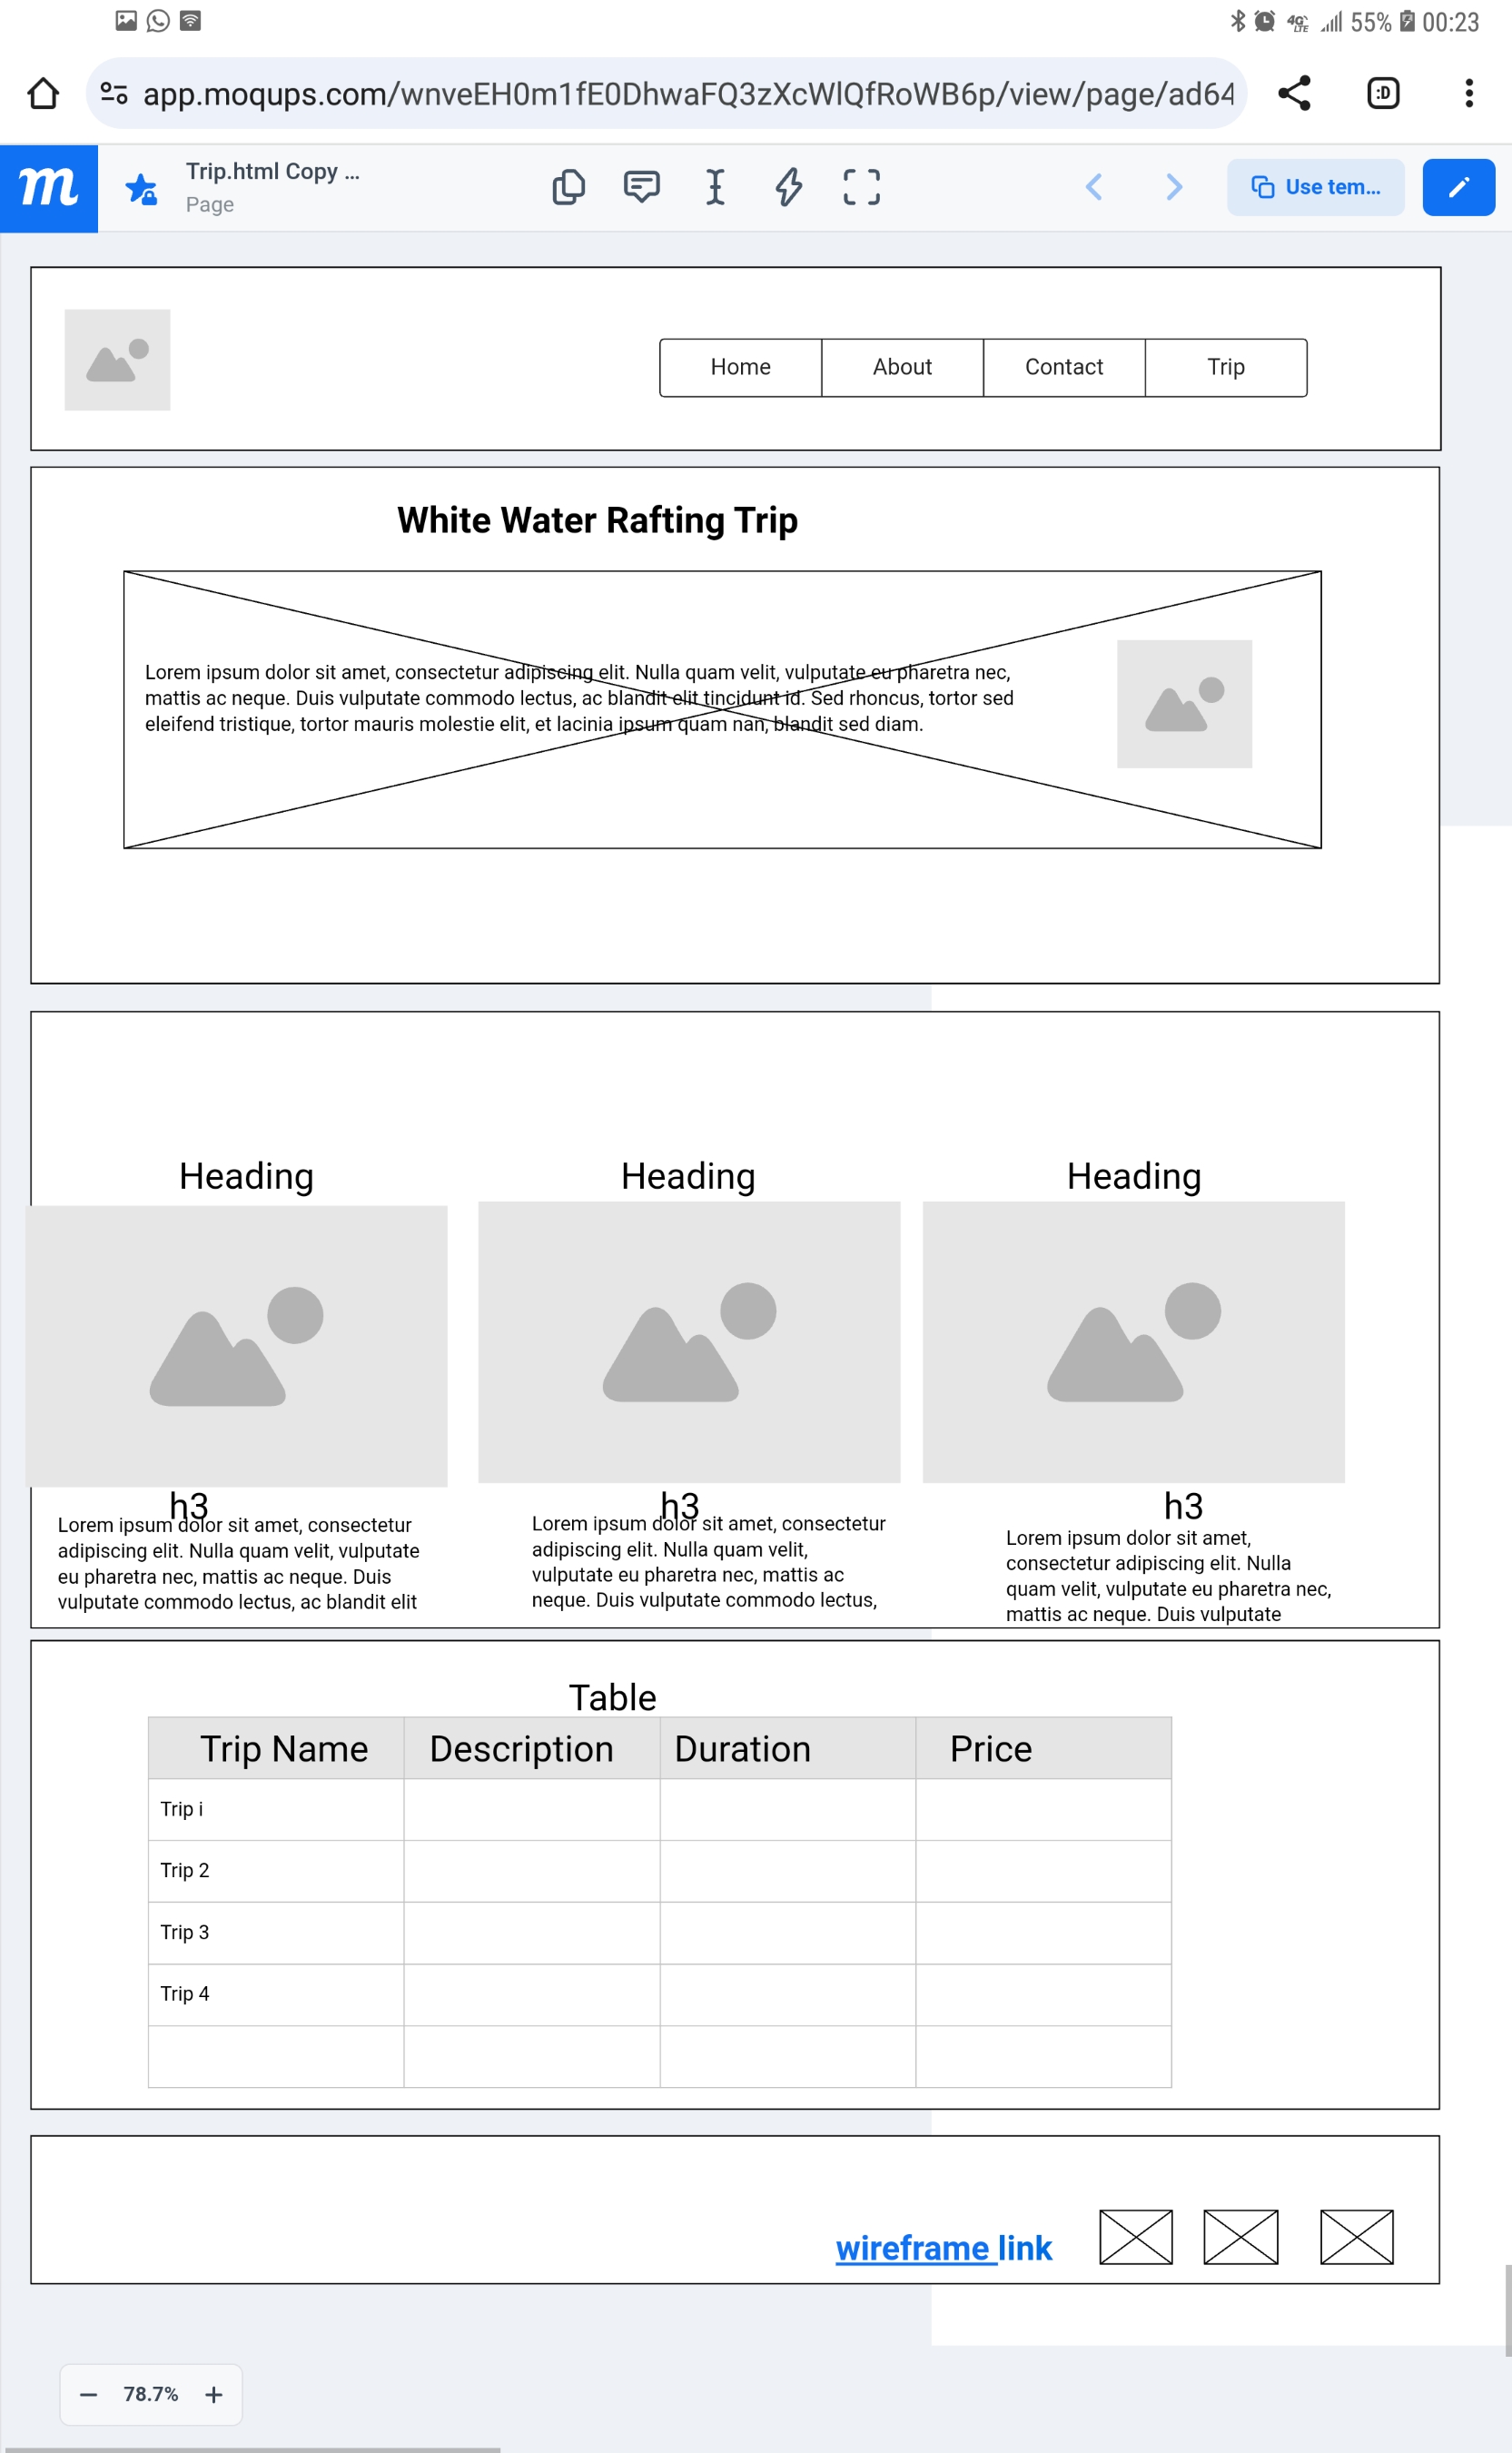 55% 00:23
app.moqups.com/wnveEH0m1fE0DhwaFQ3zXcWlQfRoWB6p/view/page/ad64
m
Trip.html Copy ...
Page
Use tem...
Home About Contact Trip
White Water Rafting Trip
Lorem ipsum dolor sit amet, consectetur adipiscing elit. Nulla quam velit, vulputate eu pharetra nec,
mattis ac neque. Duis vulputate commodo lectus, ac blandit elit tincidunt id. Sed rhoncus, tortor sed
eleifend tristique, tortor mauris molestie elit, et lacinia ipsum quam nan, blandit sed diam.
Heading
Heading
Heading
h3
Lorem ipsum dolor sit amet, consectetur
adipiscing elit. Nulla quam velit, vulputate
eu pharetra nec, mattis ac neque. Duis
vulputate commodo lectus, ac blandit elit
h3
Lorem ipsum dolor sit amet, consectetur
adipiscing elit. Nulla quam velit,
vulputate eu pharetra nec, mattis ac
neque. Duis vulputate commodo lectus,
h3
Lorem ipsum dolor sit amet,
consectetur adipiscing elit. Nulla
quam velit, vulputate eu pharetra nec,
mattis ac neque. Duis vulputate
Table
Trip Name Description Duration Price
Trip i
Trip 2
Trip 3
Trip 4
wireframe link
78.7%